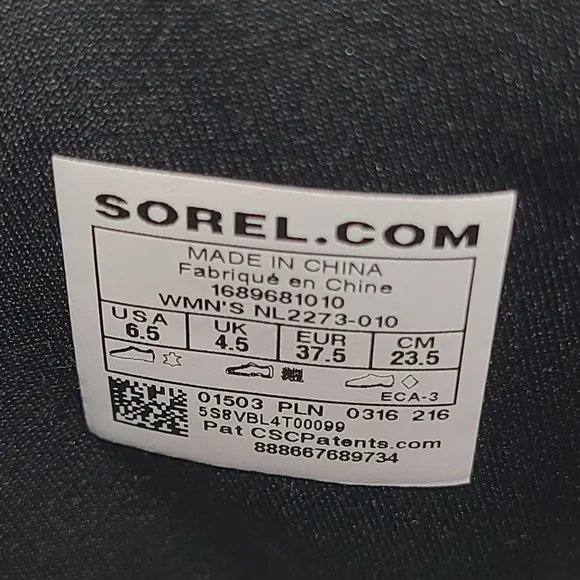 SOREL.COM
MADE IN CHINA
Fabriqué en Chine
1689681010
WMN'S NL2273-010
USA UK EUR CM
6.5 4.5 37.5 23.5
ECA-3
01503 PLN 0316 216
5S8VBL4T00099
Pat CSCPatents.com
888667689734